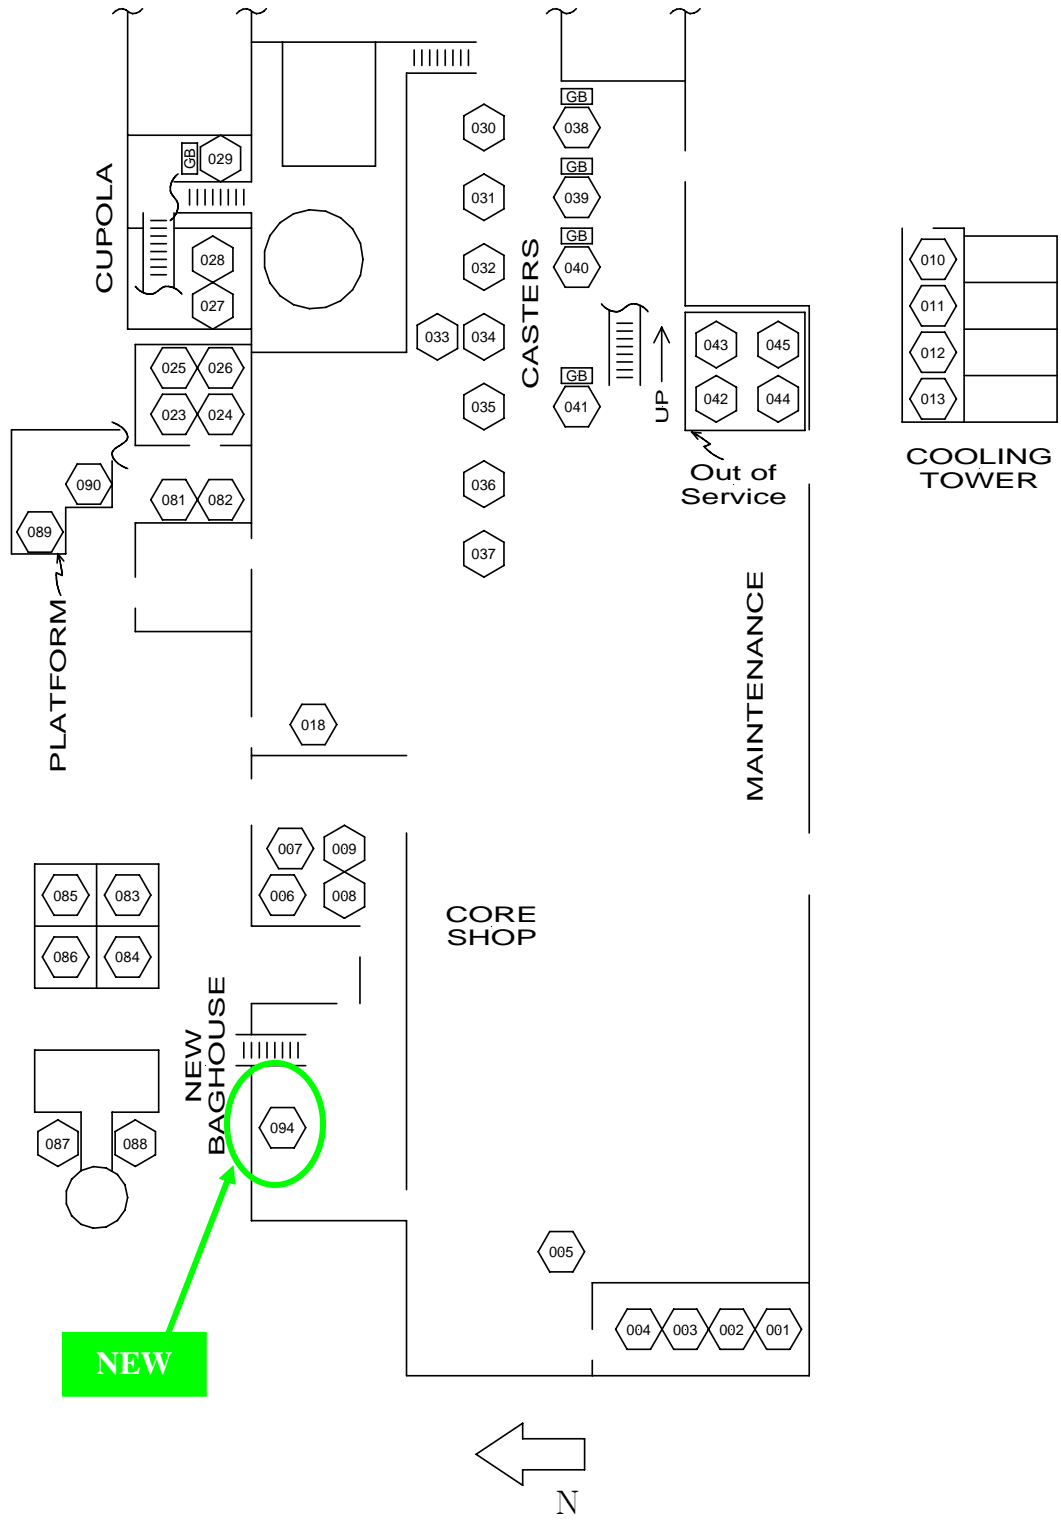 GB
029
CUPOLA
028
027
025
026
023
024
090
089
081
082
PLATFORM
030
031
032
033
034
035
036
037
CASTERS
GB
038
GB
039
GB
040
GB
041
UP
043
045
042
044
Out of
Service
010
011
012
013
COOLING
TOWER
MAINTENANCE
018
007
009
006
008
CORE
SHOP
085
083
086
084
NEW
BAGHOUSE
094
087
088
005
004
003
002
001
NEW
N